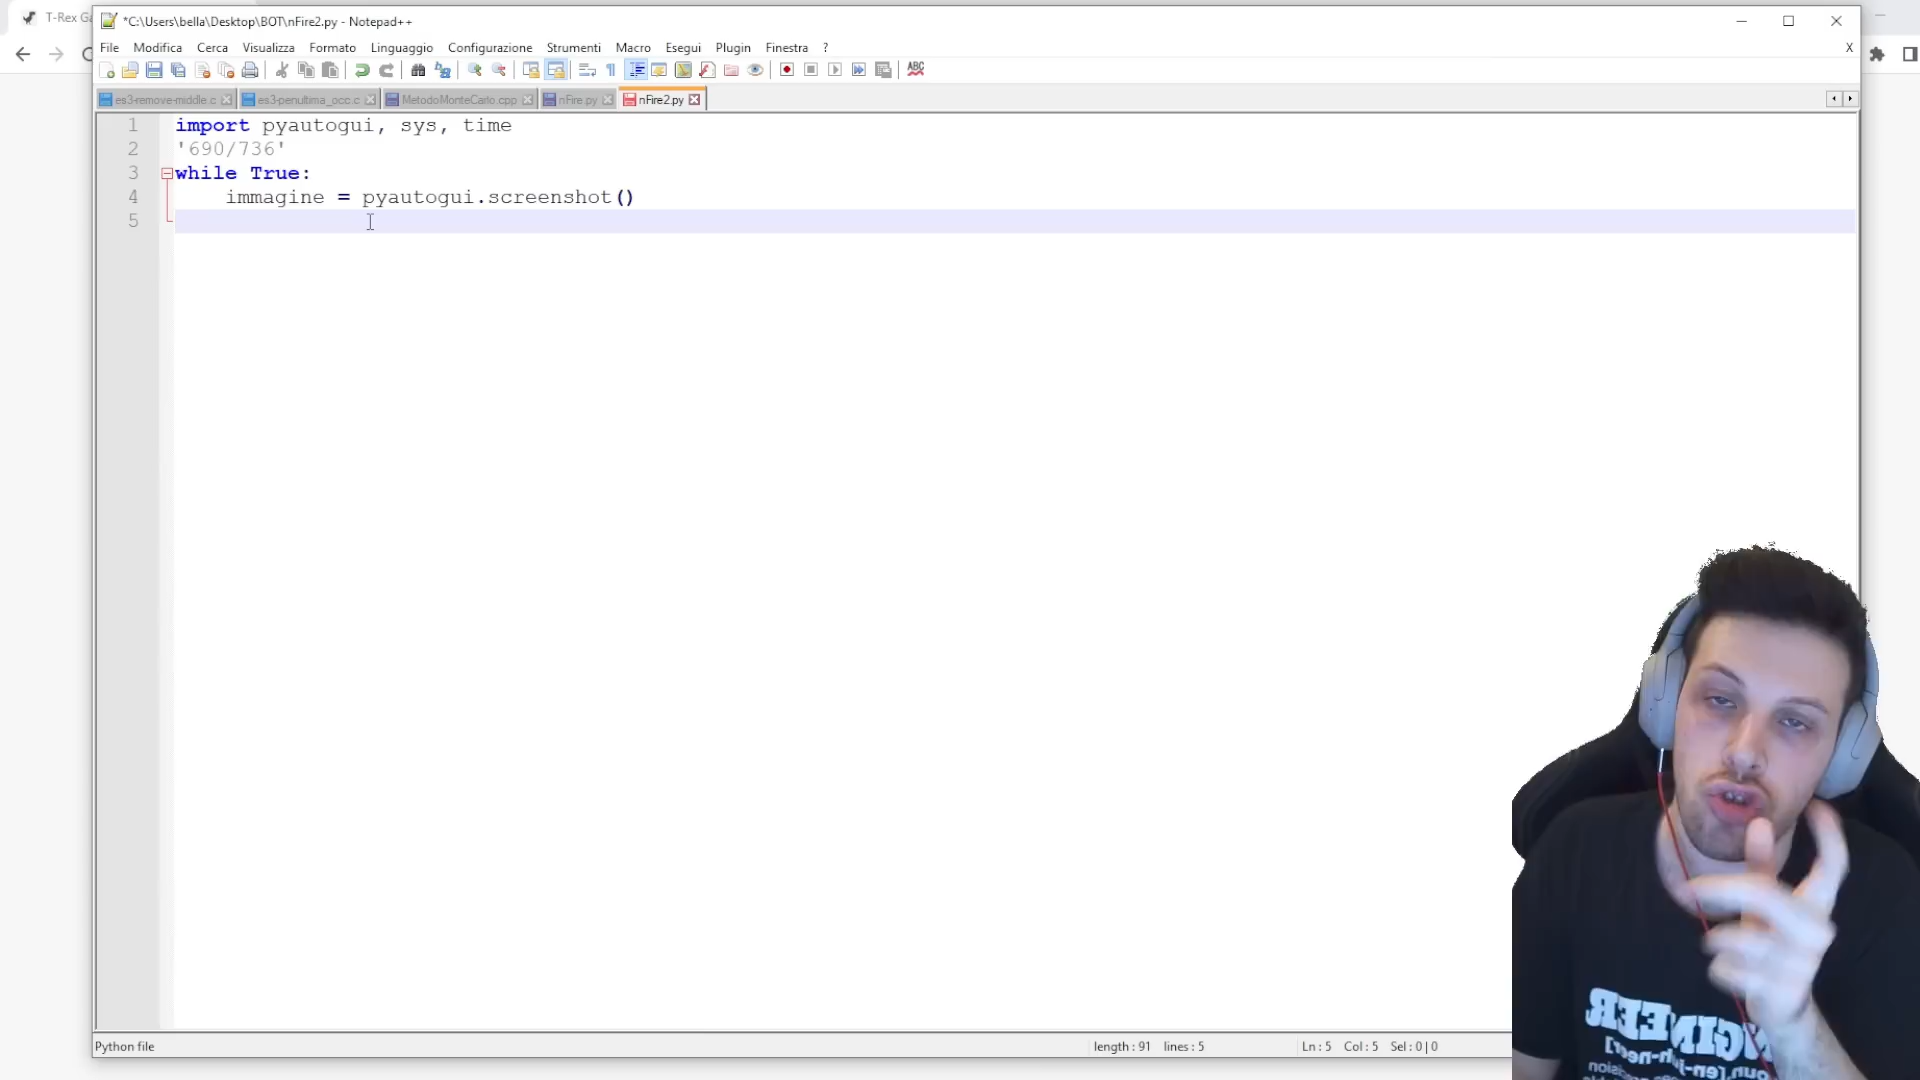 T-Rex Ga
*C:\Users\bella\Desktop\BOT\nFire2.py - Notepad++
File Modifica Cerca Visualizza Formato Linguaggio Configurazione Strumenti Macro Esegui Plugin Finestra ? X
ABC
es3-remove-middle.c es3-penultima_occ.c MetodoMonteCarlo.cpp nFire.py nFire2.py
1 import pyautogui, sys, time
2 '690/736'
3 while True:
4 immagine = pyautogui.screenshot()
5
Python file length : 91 lines : 5 Ln : 5 Col : 5 Sel : 0 | 0